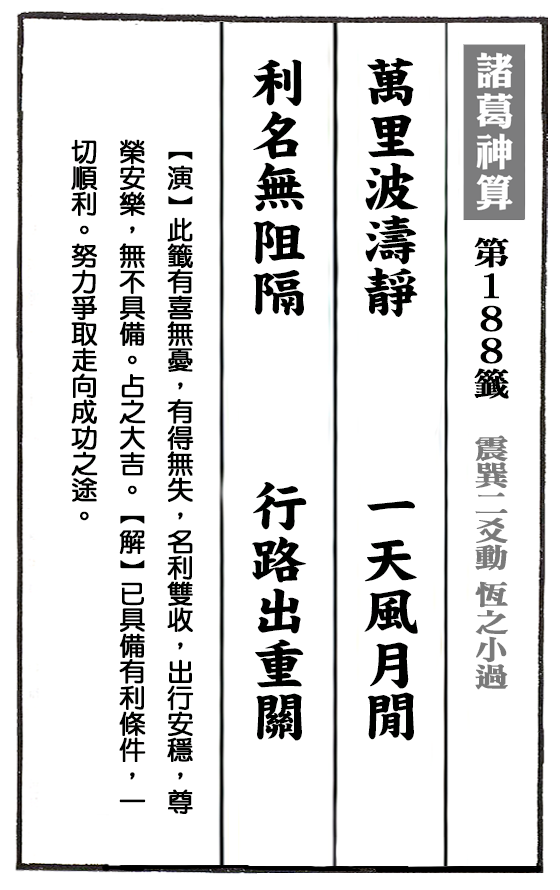 諸葛神算 第188籤 震巽二爻動 恆之小過
萬里波濤靜 一天風月閒
利名無阻隔 行路出重關
【演】此籤有喜無憂，有得無失，名利雙收，出行安穩，尊
榮安樂，無不具備。占之大吉。【解】已具備有利條件，一
切順利。努力爭取走向成功之途。